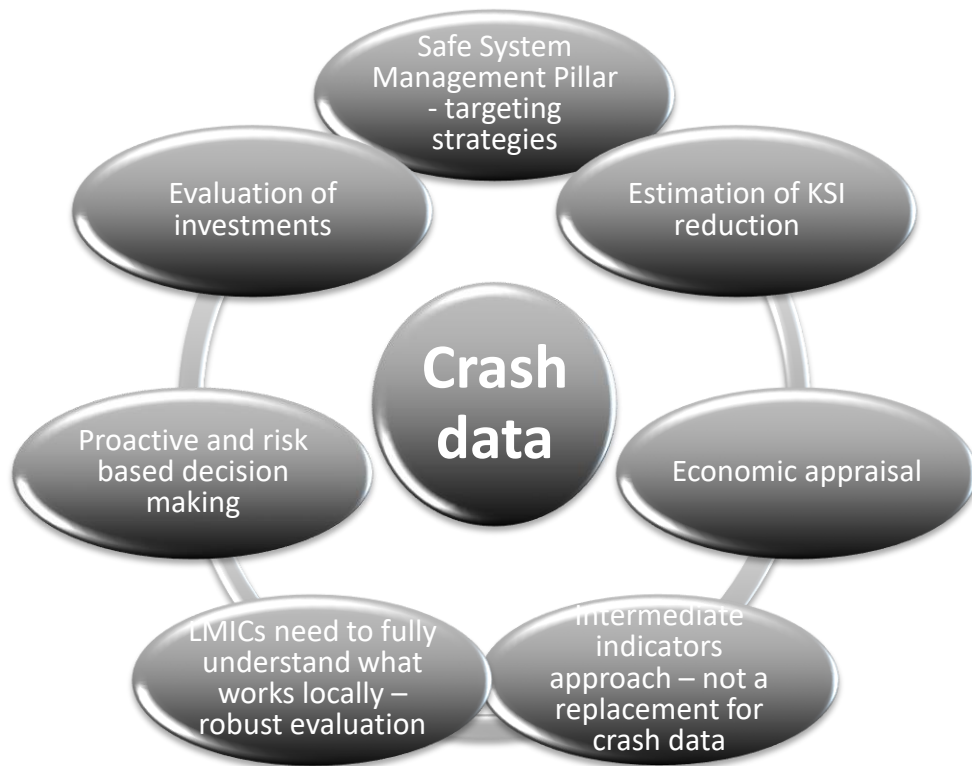 Safe System
Management Pillar
- targeting
strategies
Estimation of KSI
reduction
Economic appraisal
Intermediate
indicators
approach – not a
replacement for
crash data
LMICs need to fully
understand what
works locally –
robust evaluation
Proactive and risk
based decision
making
Evaluation of
investments
Crash
data